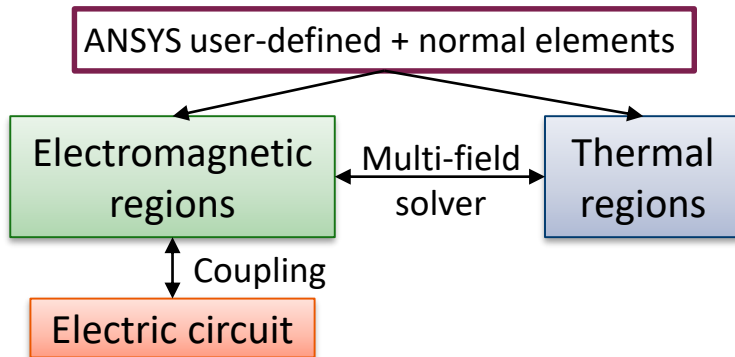 ANSYS user-defined + normal elements
Electromagnetic
regions
Multi-field
solver
Thermal
regions
Coupling
Electric circuit